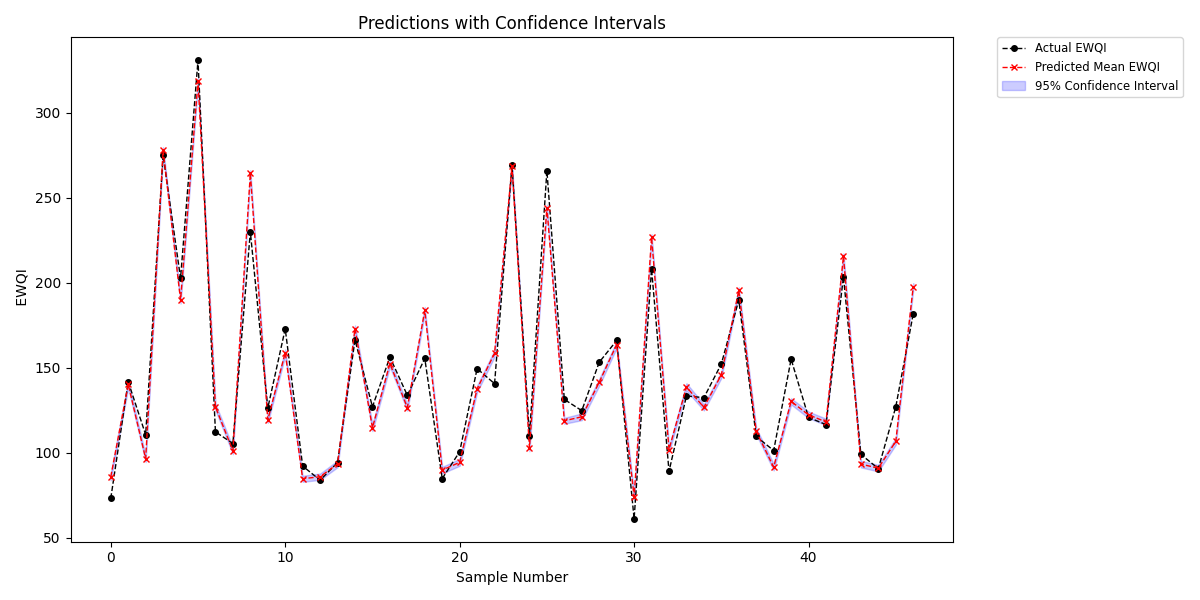 Predictions with Confidence Intervals
Actual EWQI
Predicted Mean EWQI
95% Confidence Interval
EWQI
300
250
200
150
100
50
0 10 20 30 40
Sample Number